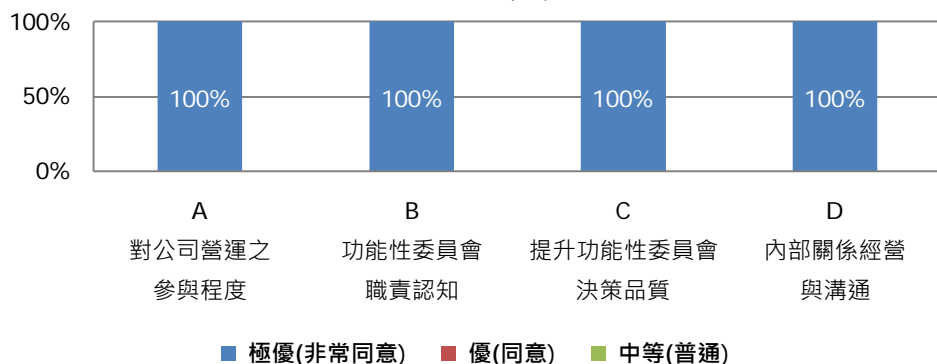 100%
50%
0%
100%
100%
100%
100%
A
B
C
D
對公司營運之
參與程度
功能性委員會
職責認知
提升功能性委員會
決策品質
內部關係經營
與溝通
極優(非常同意)
優(同意)
中等(普通)